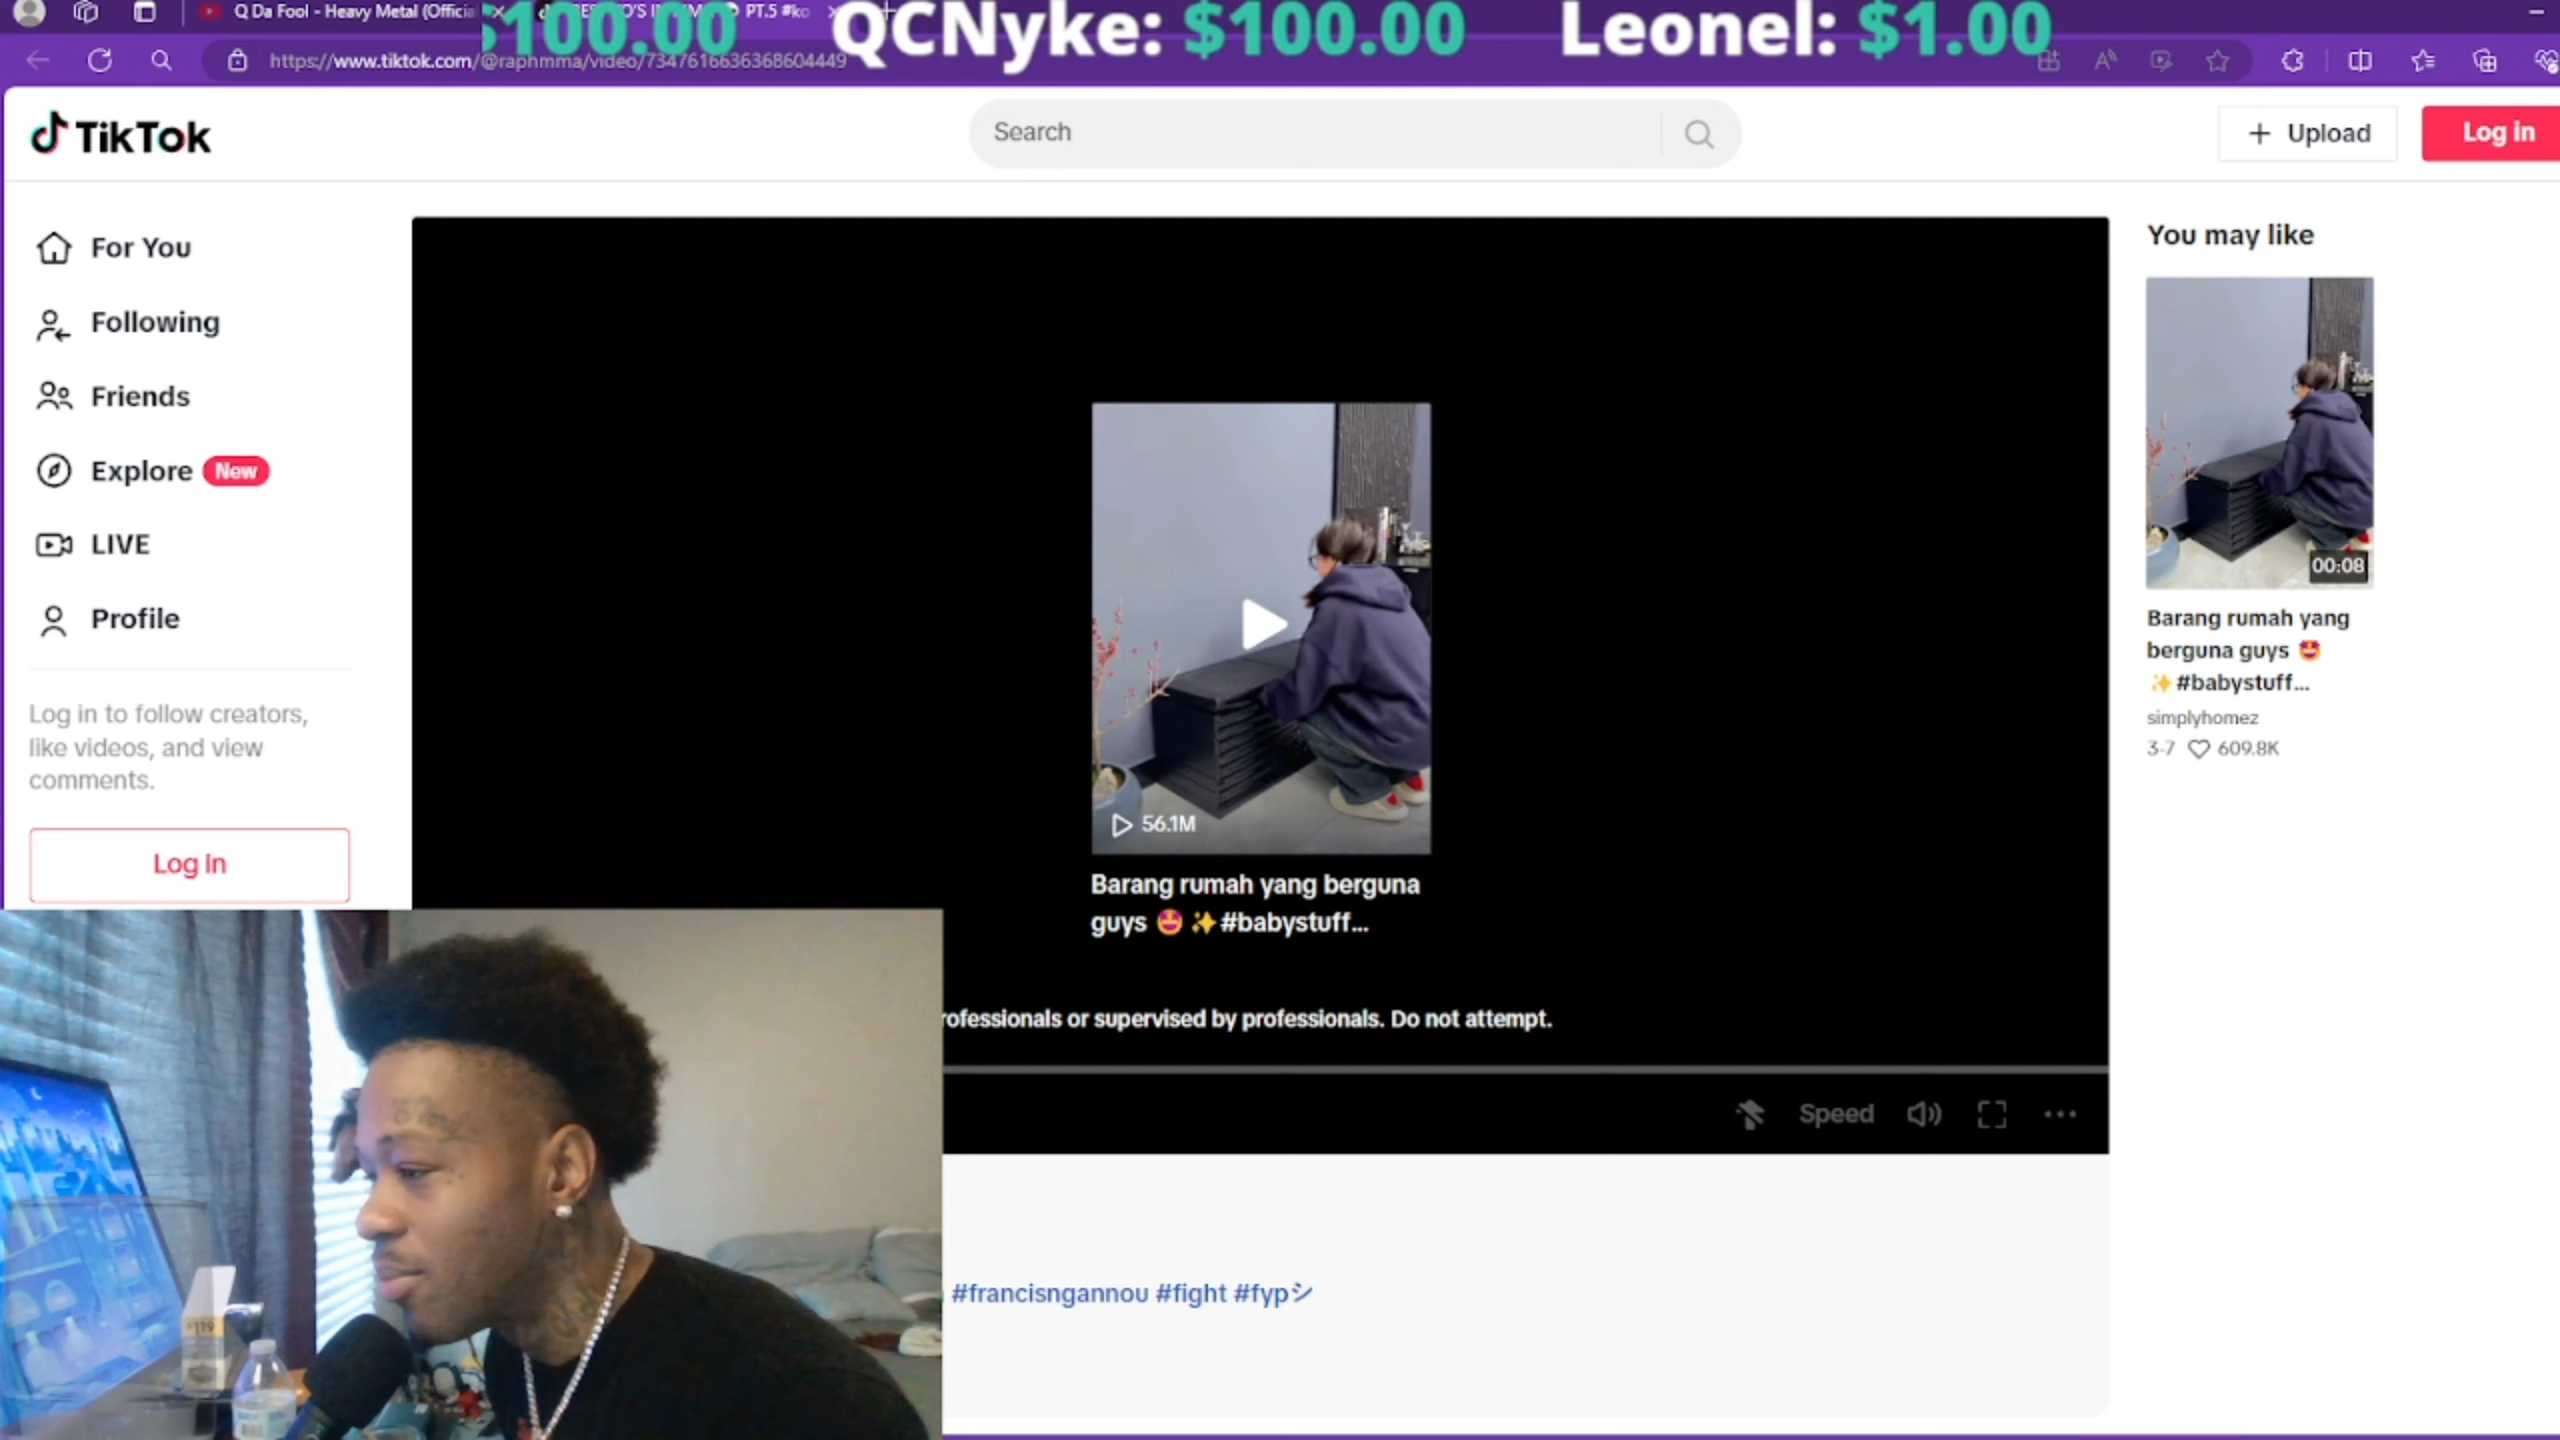 Q Da Fool - Heavy Metal (Officia
PT.5 #ko
$100.00 QCNyke: $100.00 Leonel: $1.00
https://www.tiktok.com/@raphmma/video/7347616636368604449
TikTok
Search
Upload
Log in
For You
Following
Friends
Explore New
LIVE
Profile
Log in to follow creators,
like videos, and view
comments.
Log in
56.1M
Barang rumah yang berguna
guys 🤩 ✨#babystuff...
professionals or supervised by professionals. Do not attempt.
Speed
#francisngannou #fight #fypシ
You may like
00:08
Barang rumah yang
berguna guys 🤩
✨#babystuff...
simplyhomez
3-7 609.8K